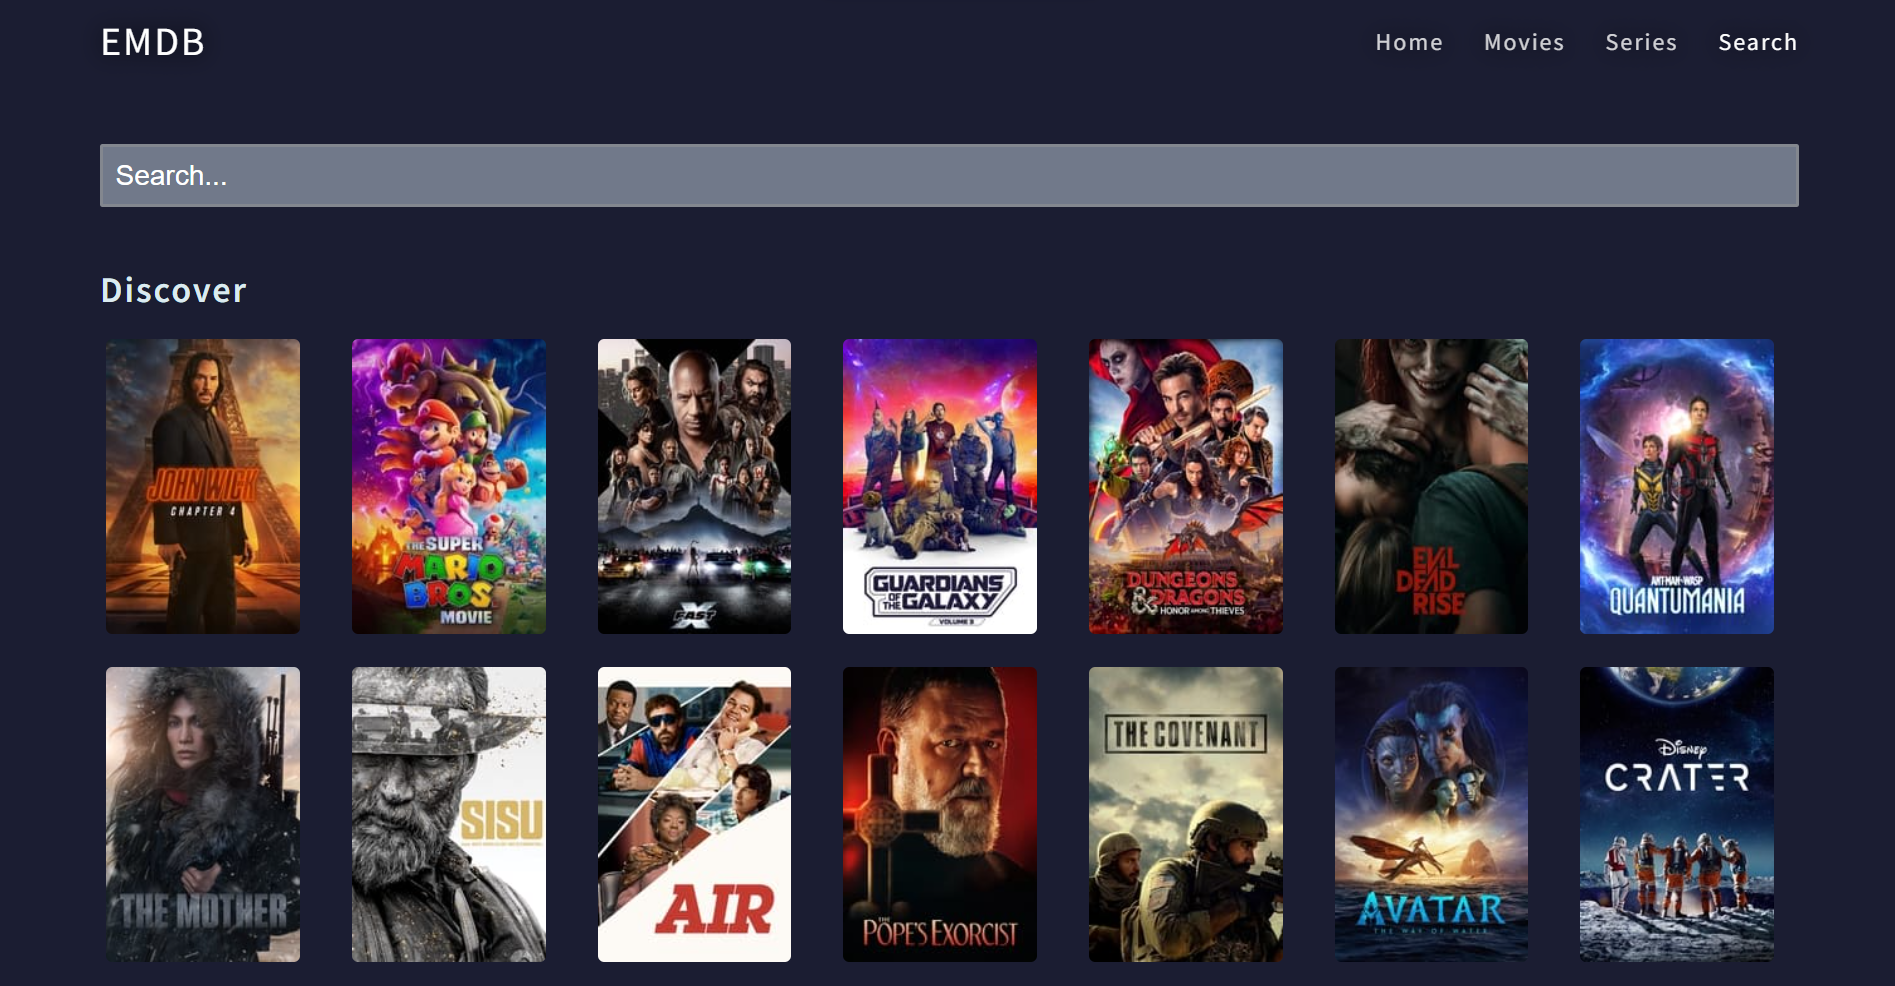 EMDB
Home Movies Series Search
Search...
Discover
JOHN WICK
CHAPTER 4
THE SUPER
MARIO
BROS.
MOVIE
FAST X
GUARDIANS
OF THE
GALAXY
VOLUME 3
DUNGEONS
& DRAGONS
HONOR AMONG THIEVES
EVIL
DEAD
RISE
ANT-MAN AND THE WASP
QUANTUMANIA
THE MOTHER
SISU
AIR
THE
POPE'S EXORCIST
THE COVENANT
AVATAR
THE WAY OF WATER
DISNEY
CRATER